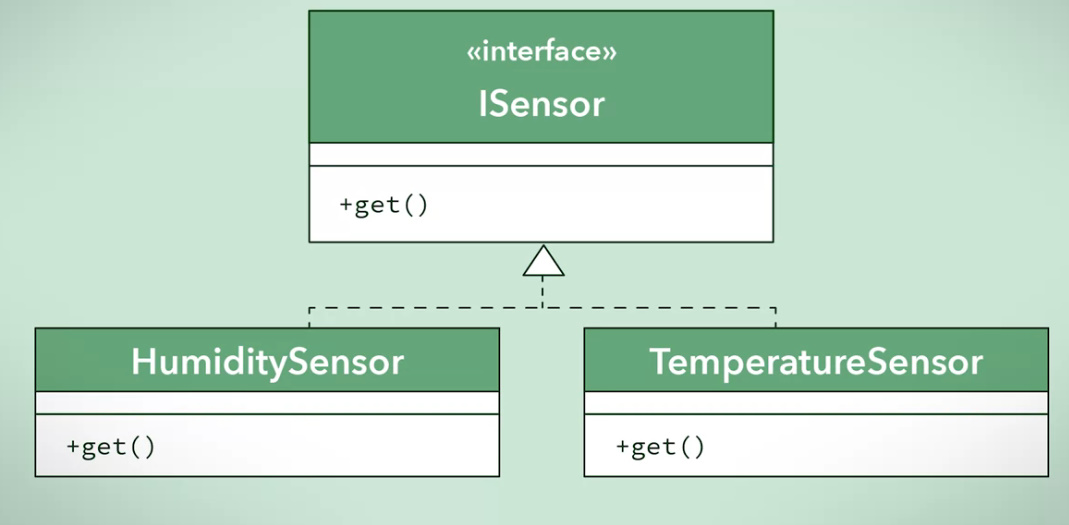 «interface»
ISensor
+get()
HumiditySensor
+get()
TemperatureSensor
+get()